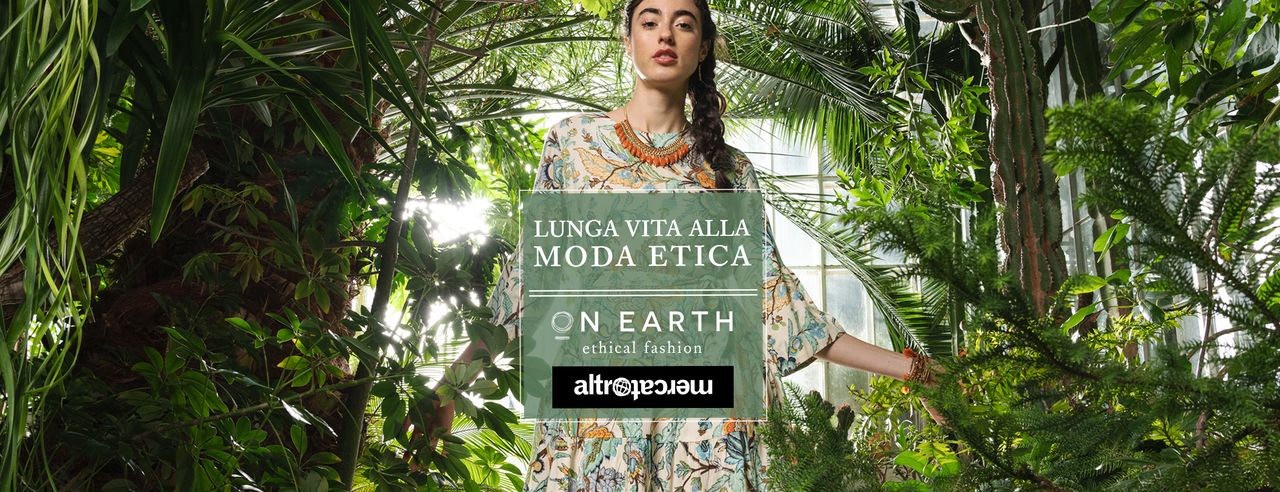 LUNGA VITA ALLA
MODA ETICA
ON EARTH
ethical fashion
altromercato